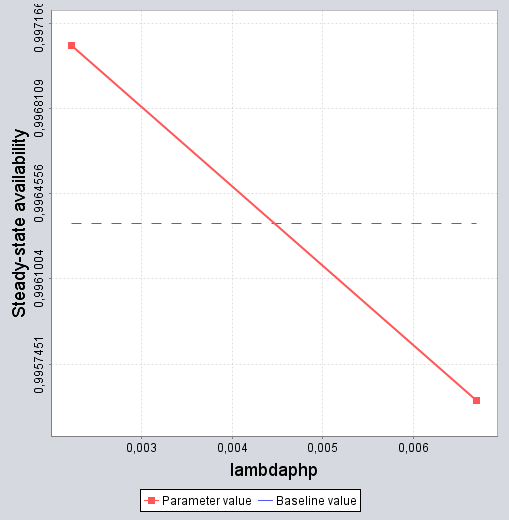 0,997166
0,9968109
0,9964556
0,9961004
0,9957451
Steady-state availability
0,003
0,004
0,005
0,006
lambdaphp
Parameter value
Baseline value